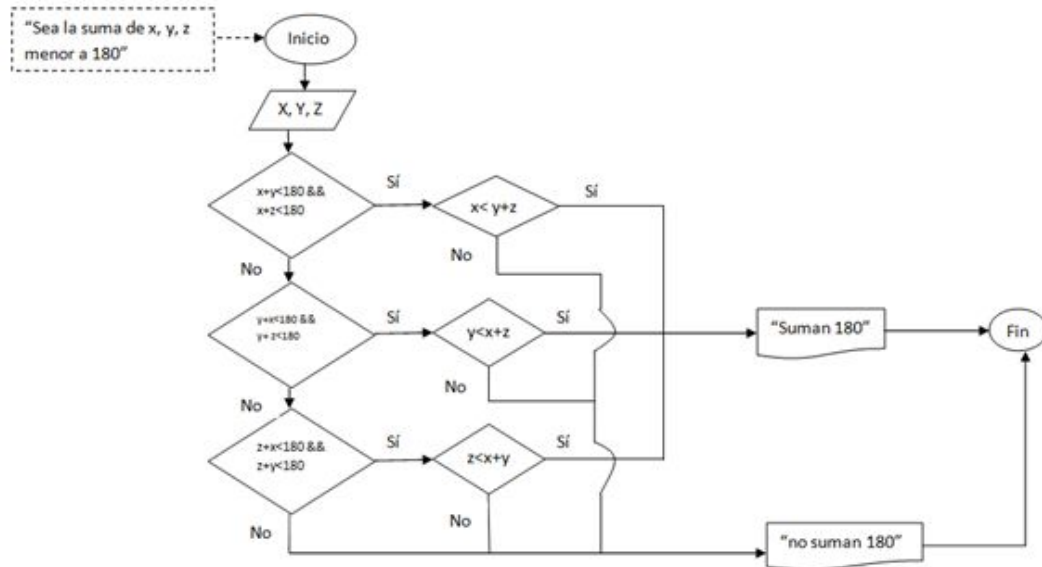 “Sea la suma de x, y, z
menor a 180”
Inicio
X, Y, Z
x+y<180 &&
x+z<180
Sí
x< y+z
Sí
No
No
y+x<180 &&
y+z<180
Sí
y<x+z
Sí
“Suman 180”
Fin
No
No
z+x<180 &&
z+y<180
Sí
z<x+y
Sí
No
No
“no suman 180”